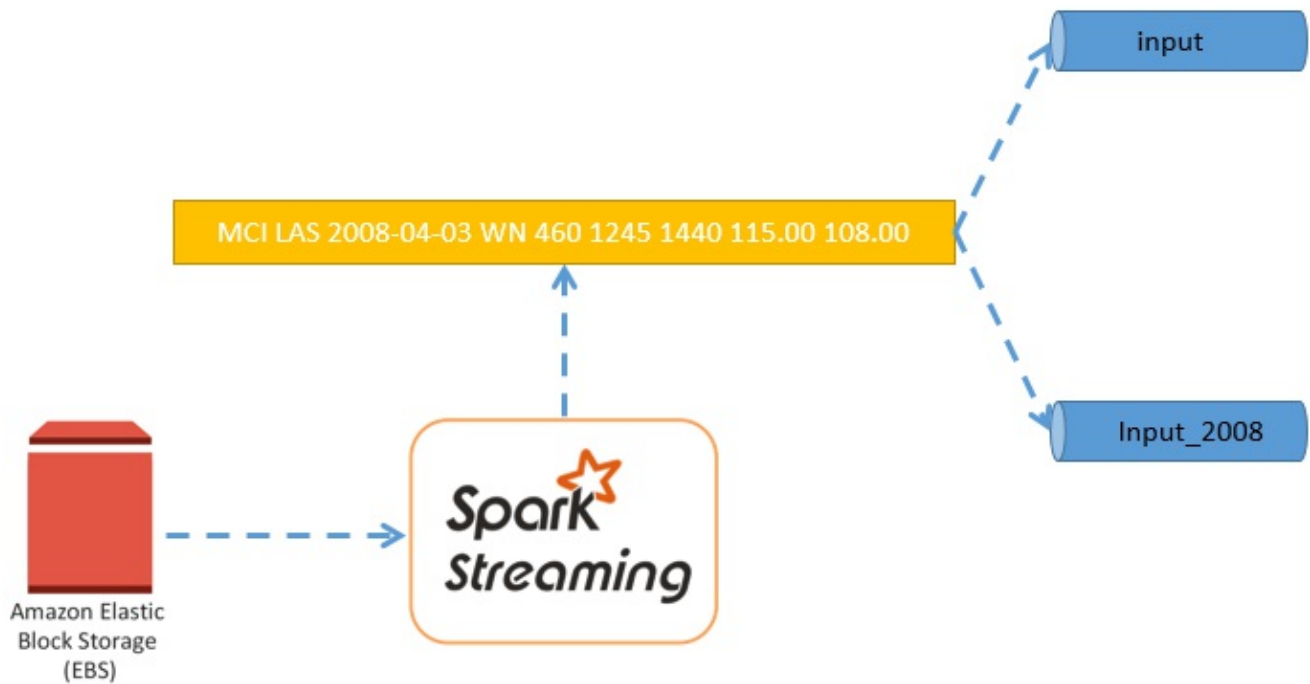 input
MCI LAS 2008-04-03 WN 460 1245 1440 115.00 108.00
Input_2008
Spark
Streaming
Amazon Elastic
Block Storage
(EBS)